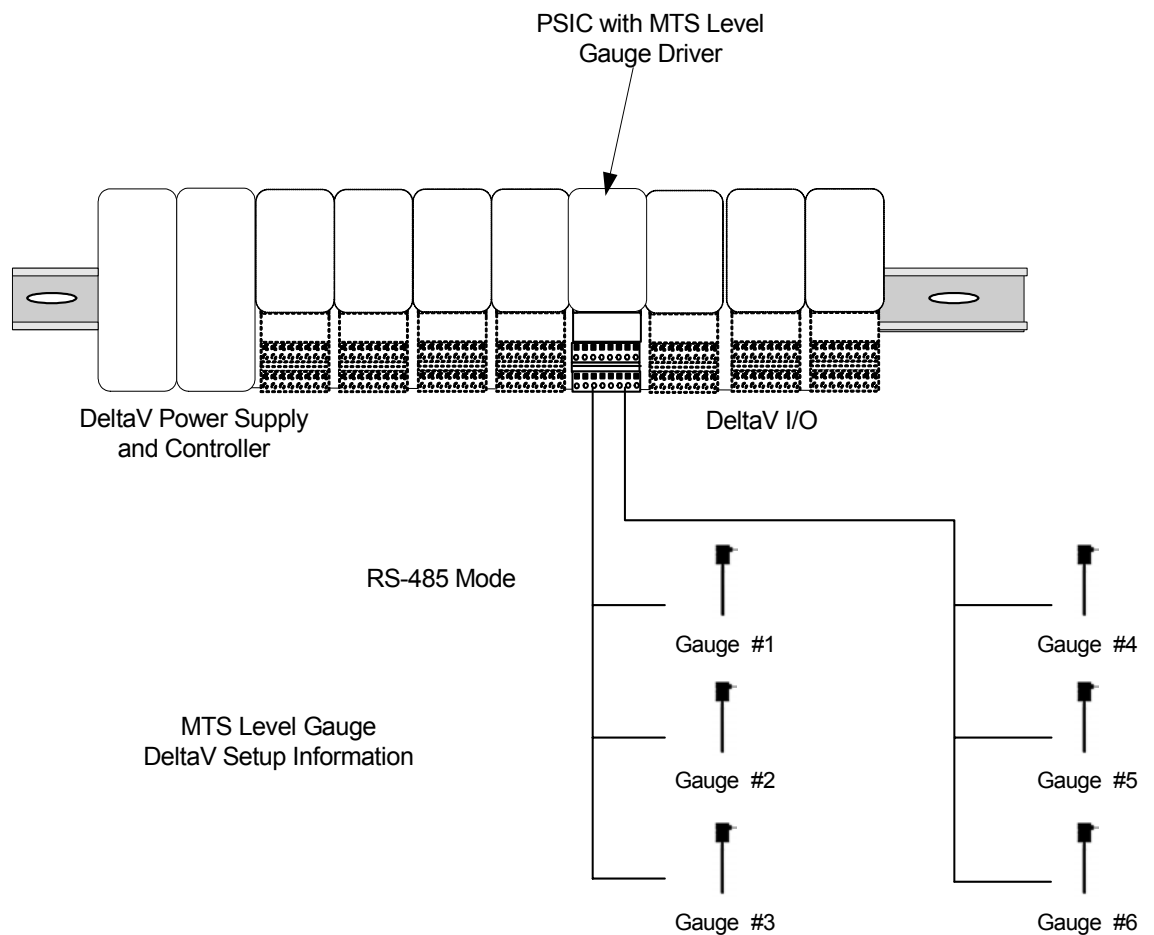 PSIC with MTS Level
Gauge Driver
DeltaV Power Supply
and Controller
DeltaV I/O
RS-485 Mode
Gauge #1
Gauge #4
MTS Level Gauge
DeltaV Setup Information
Gauge #2
Gauge #5
Gauge #3
Gauge #6